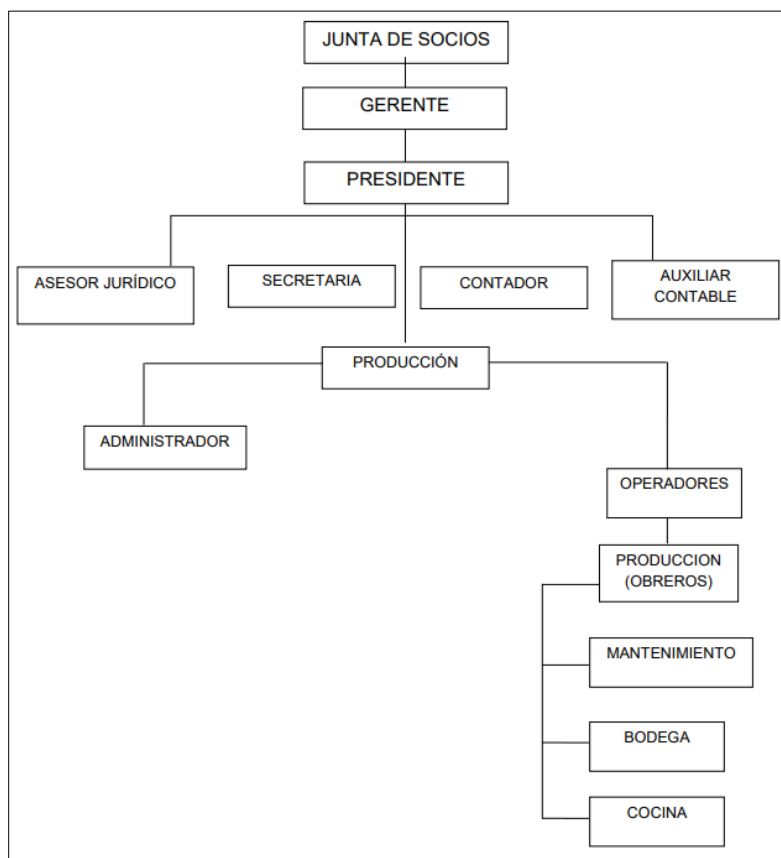 JUNTA DE SOCIOS
GERENTE
PRESIDENTE
ASESOR JURÍDICO
SECRETARIA
CONTADOR
AUXILIAR
CONTABLE
PRODUCCIÓN
ADMINISTRADOR
OPERADORES
PRODUCCION
(OBREROS)
MANTENIMIENTO
BODEGA
COCINA